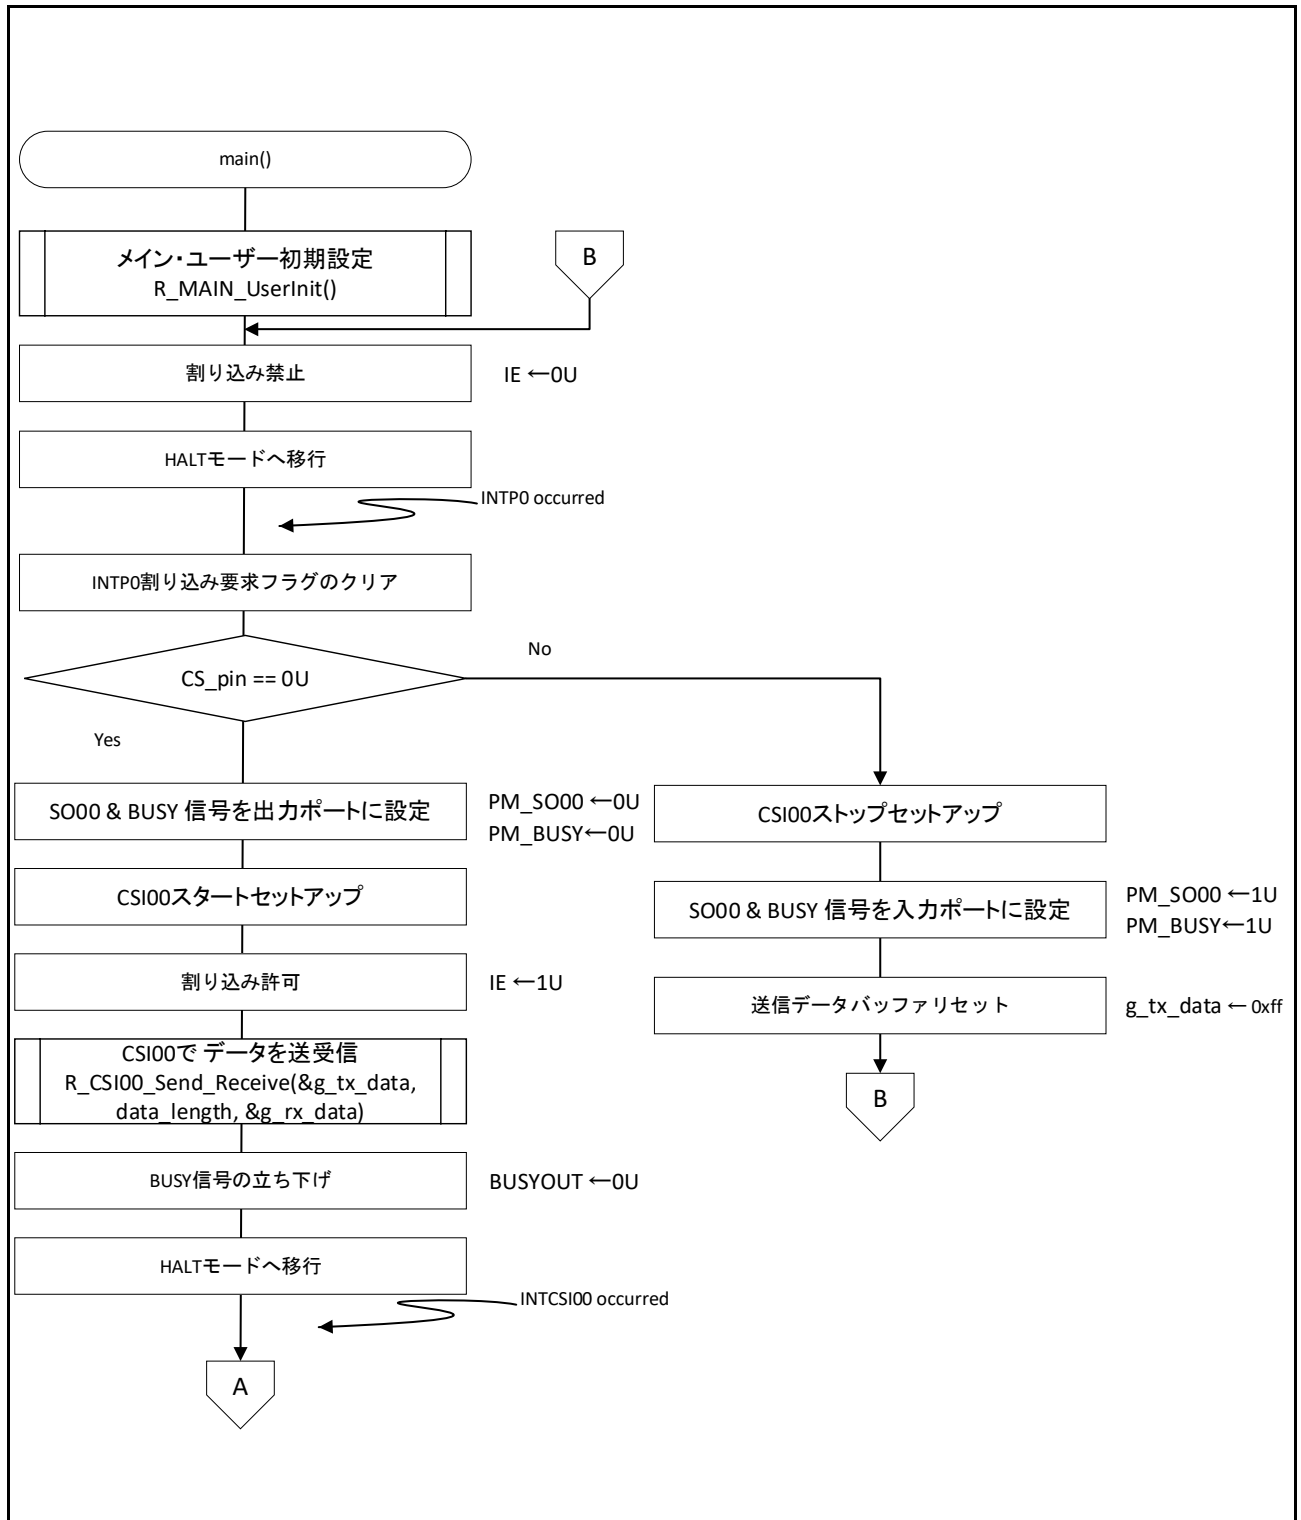 main()
メイン・ユーザー初期設定
R_MAIN_UserInit()
B
割り込み禁止
IE ←0U
HALTモードへ移行
INTP0 occurred
INTP0割り込み要求フラグのクリア
CS_pin == 0U
No
Yes
SO00 & BUSY 信号を出力ポートに設定
PM_SO00 ←0U
PM_BUSY←0U
CSI00スタートセットアップ
割り込み許可
IE ←1U
CSI00で データを送受信
R_CSI00_Send_Receive(&g_tx_data,
data_length, &g_rx_data)
BUSY信号の立ち下げ
BUSYOUT ←0U
HALTモードへ移行
INTCSI00 occurred
A
CSI00ストップセットアップ
SO00 & BUSY 信号を入力ポートに設定
PM_SO00 ←1U
PM_BUSY←1U
送信データバッファリセット
g_tx_data ← 0xff
B